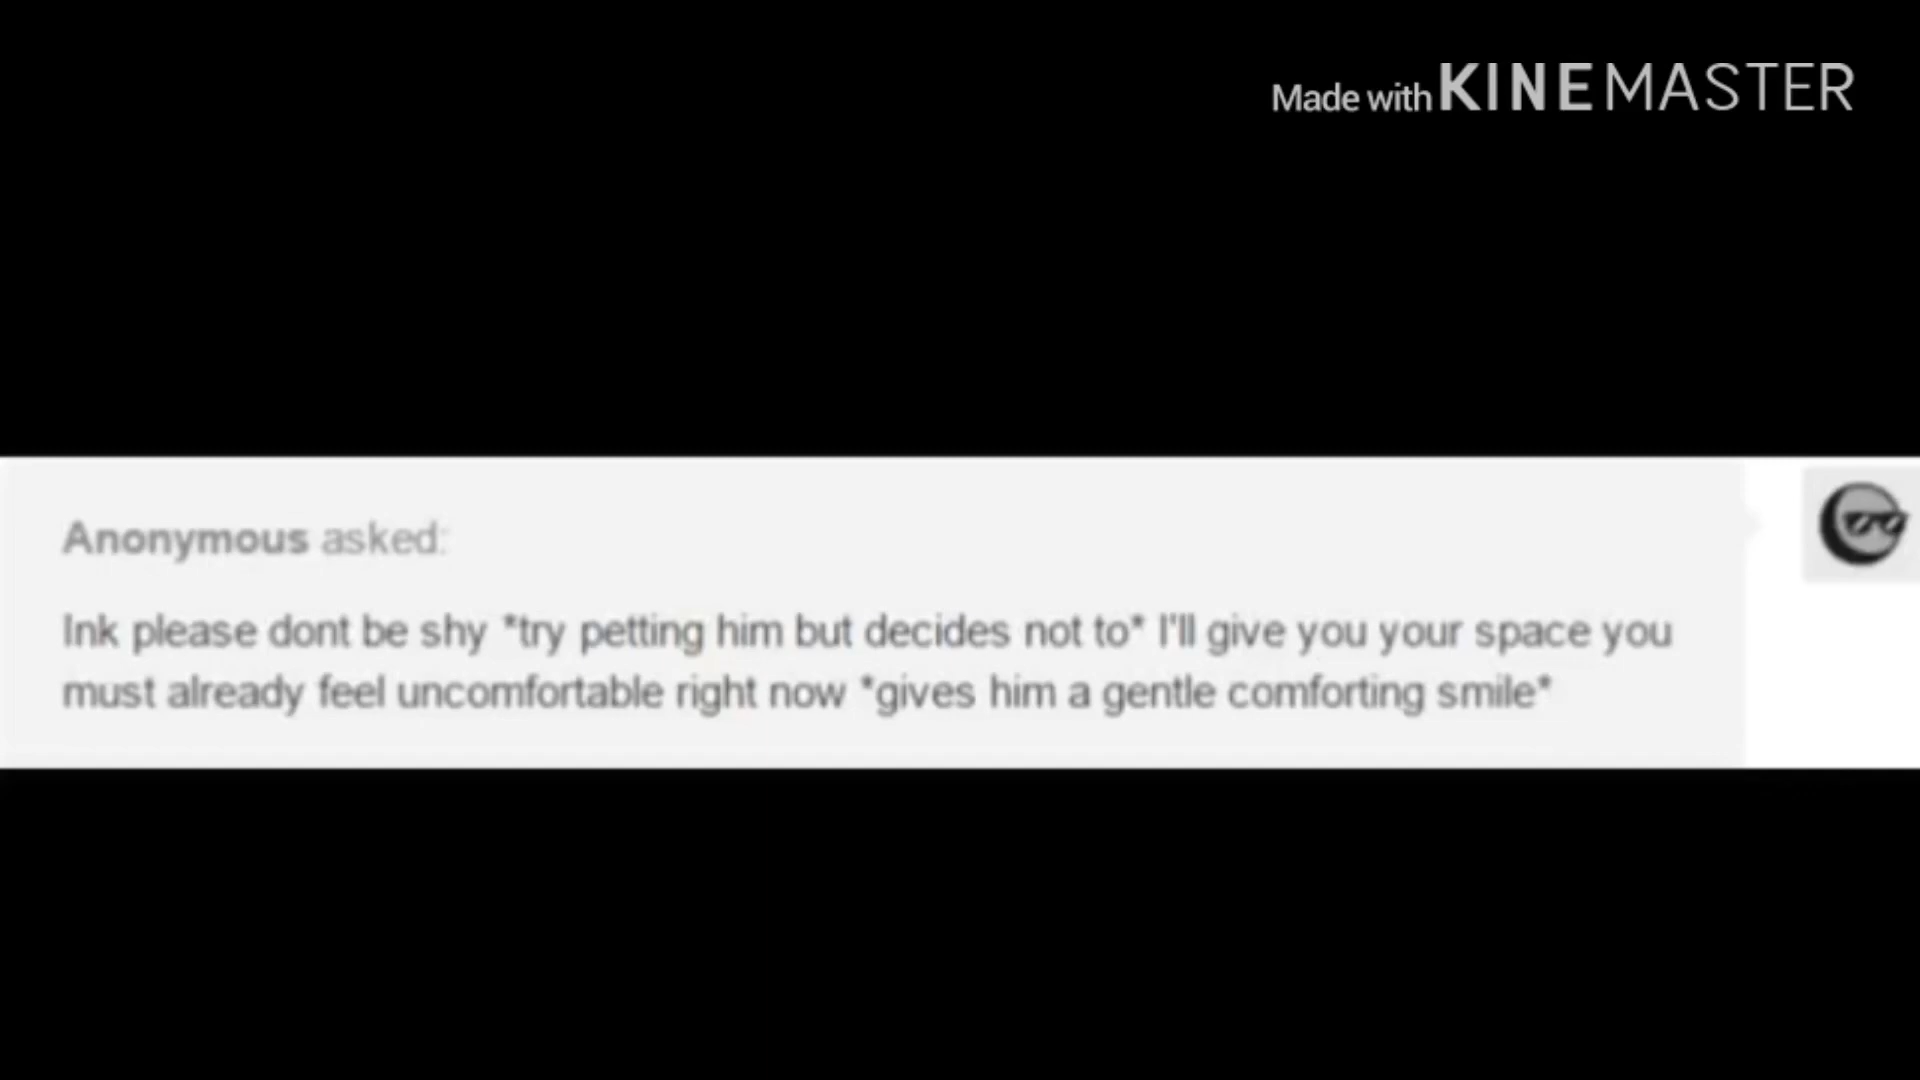 Made with KINEMASTER
Anonymous asked:
Ink please dont be shy *try petting him but decides not to* I'll give you your space you
must already feel uncomfortable right now *gives him a gentle comforting smile*